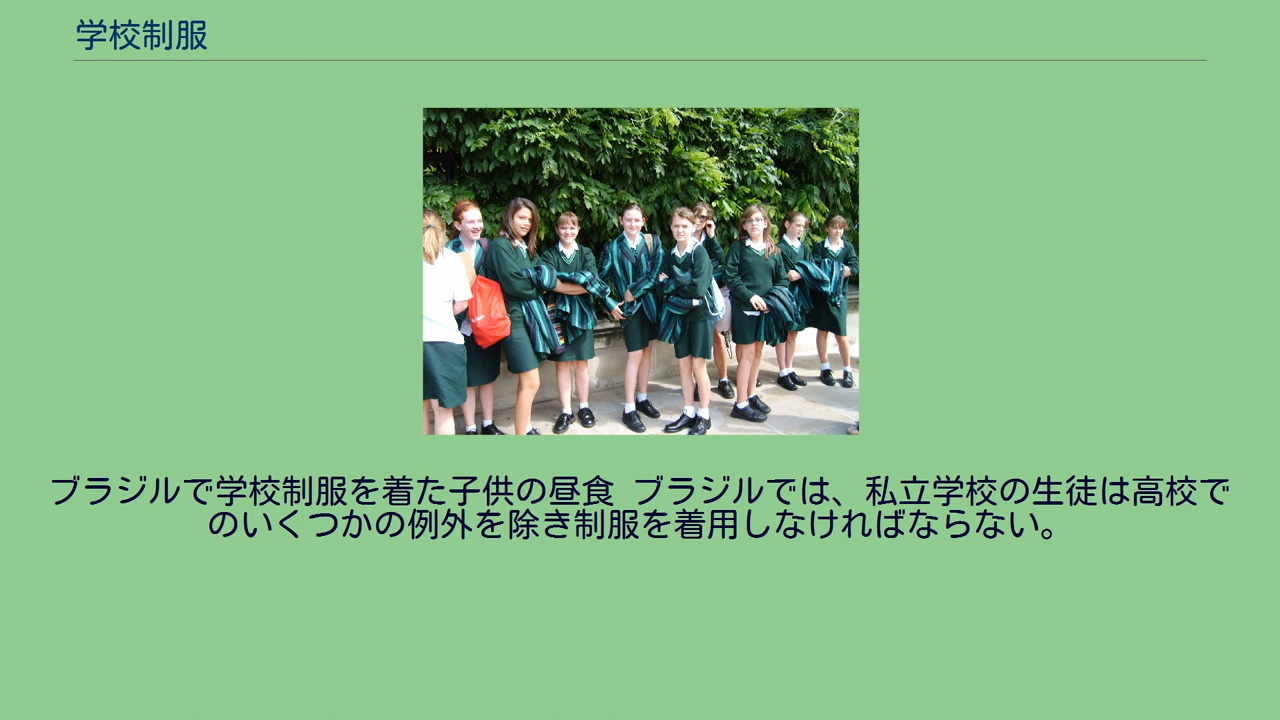 学校制服
ブラジルで学校制服を着た子供の昼食 ブラジルでは、私立学校の生徒は高校で
のいくつかの例外を除き制服を着用しなければならない。